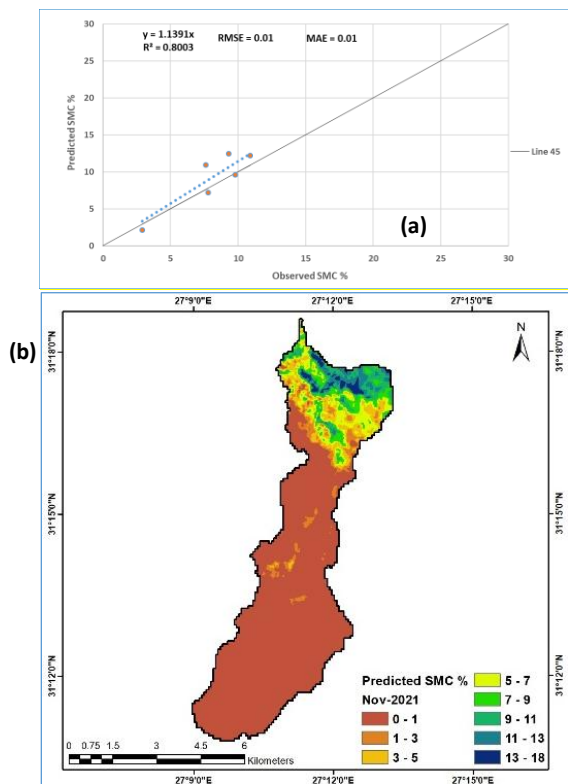 y = 1.1391x RMSE = 0.01 MAE = 0.01
R² = 0.8003
30
25
20
15
10
5
0
Predicted SMC %
0 5 10 15 20 25 30
Observed SMC %
Line 45
(a)
(b)
27°9'0"E 27°12'0"E 27°15'0"E
31°18'0"N 31°18'0"N
31°15'0"N 31°15'0"N
31°12'0"N 31°12'0"N
N
Predicted SMC %
Nov-2021
0 - 1
1 - 3
3 - 5
5 - 7
7 - 9
9 - 11
11 - 13
13 - 18
0 0.75 1.5 3 4.5 6
Kilometers
27°9'0"E 27°12'0"E 27°15'0"E